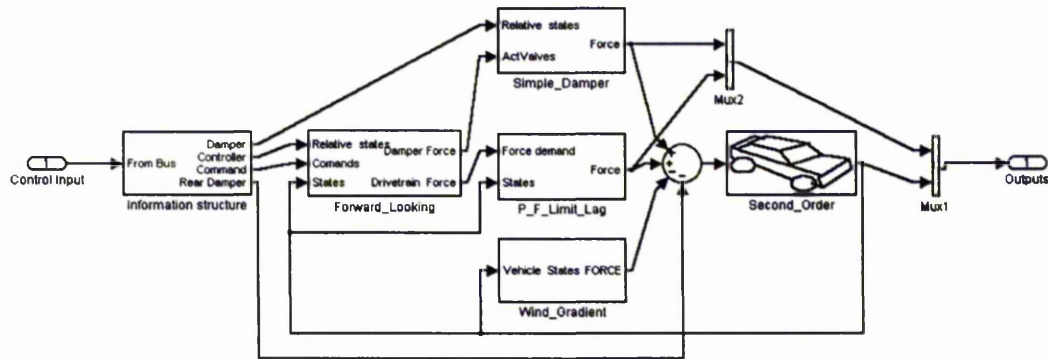 1
Control Input
From Bus
Damper
Controller
Command
Rear Damper
Information structure
Relative states
Comands
States
Damper Force
Drivetrain Force
Forward_Looking
Relative states
ActValves
Force
Simple_Damper
Force demand
States
Force
P_F_Limit_Lag
Vehicle States
FORCE
Wind_Gradient
Second_Order
Mux2
Mux1
1
Outputs